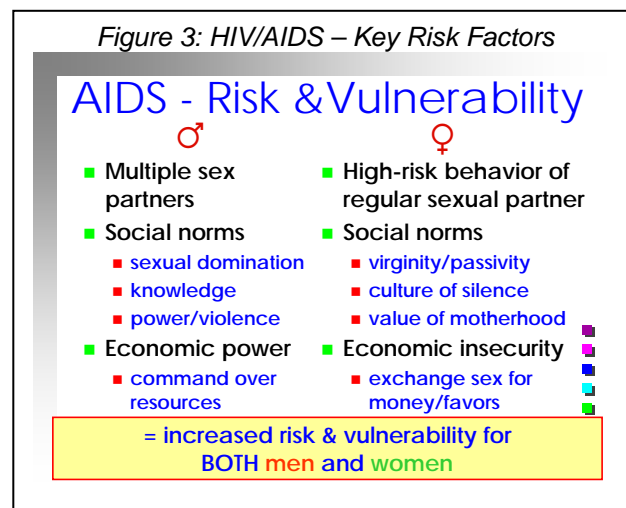 Figure 3: HIV/AIDS – Key Risk Factors
AIDS - Risk &Vulnerability
♂
♀
Multiple sex
partners
Social norms
sexual domination
knowledge
power/violence
Economic power
command over
resources
High-risk behavior of
regular sexual partner
Social norms
virginity/passivity
culture of silence
value of motherhood
Economic insecurity
exchange sex for
money/favors
= increased risk & vulnerability for
BOTH men and women